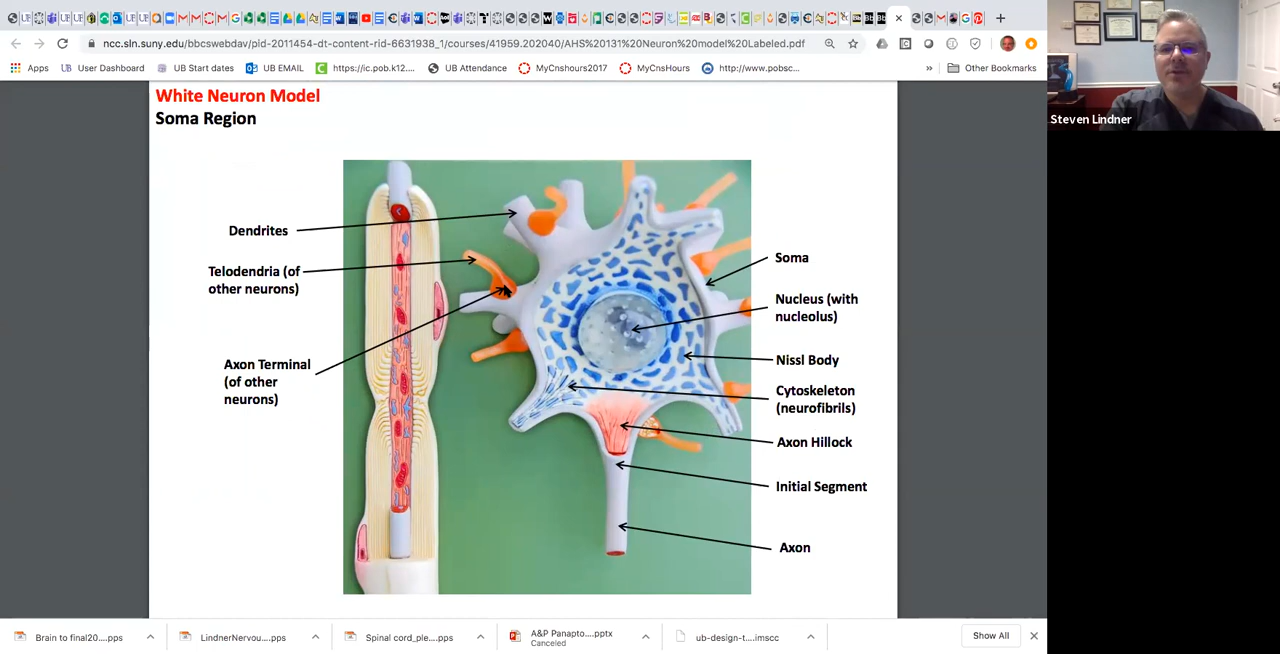 ncc.sln.suny.edu/bbcswebdav/pid-2011454-dt-content-rid-6631938_1/courses/41959.202040/AHS%20131%20Neuron%20model%20Labeled.pdf
Apps
User Dashboard
UB Start dates
UB EMAIL
https://ic.pob.k12....
UB Attendance
MyCnshours2017
MyCnsHours
http://www.pobsc...
»
Other Bookmarks
Steven Lindner
White Neuron Model
Soma Region
Dendrites
Telodendria (of
other neurons)
Axon Terminal
(of other
neurons)
Soma
Nucleus (with
nucleolus)
Nissl Body
Cytoskeleton
(neurofibrils)
Axon Hillock
Initial Segment
Axon
Brain to final20....pps
LindnerNervou....pps
Spinal cord_ple....pps
A&P Panapto....pptx
Canceled
ub-design-t....imscc
Show All